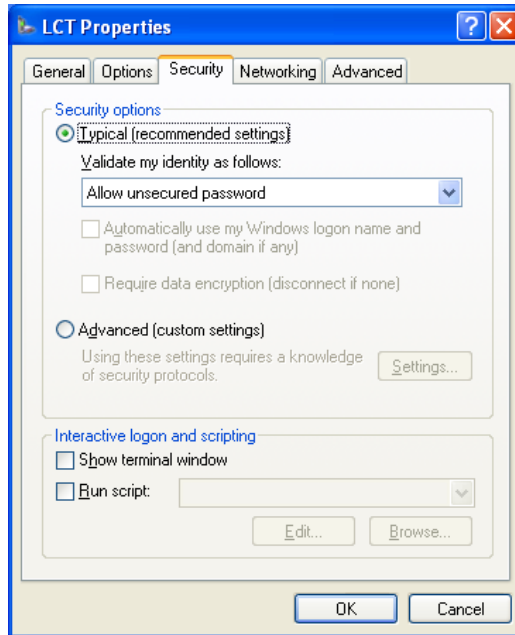 LCT Properties
General Options Security Networking Advanced
Security options
Typical (recommended settings)
Validate my identity as follows:
Allow unsecured password
Automatically use my Windows logon name and
password (and domain if any)
Require data encryption (disconnect if none)
Advanced (custom settings)
Using these settings requires a knowledge
of security protocols.
Settings...
Interactive logon and scripting
Show terminal window
Run script:
Edit... Browse...
OK Cancel